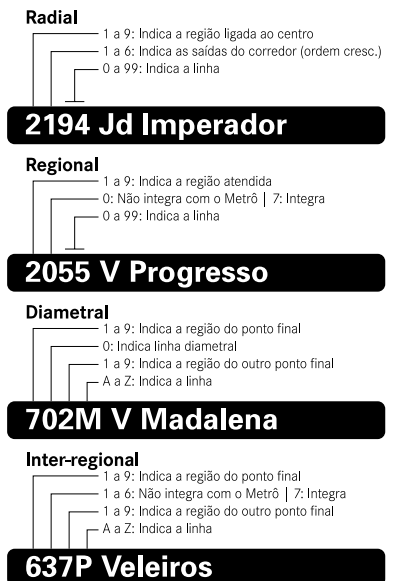 Radial
1 a 9: Indica a região ligada ao centro
1 a 6: Indica as saídas do corredor (ordem cresc.)
0 a 99: Indica a linha
2194 Jd Imperador
Regional
1 a 9: Indica a região atendida
0: Não integra com o Metrô | 7: Integra
0 a 99: Indica a linha
2055 V Progresso
Diametral
1 a 9: Indica a região do ponto final
0: Indica linha diametral
1 a 9: Indica a região do outro ponto final
A a Z: Indica a linha
702M V Madalena
Inter-regional
1 a 9: Indica a região do ponto final
1 a 6: Não integra com o Metrô | 7: Integra
1 a 9: Indica a região do outro ponto final
A a Z: Indica a linha
637P Veleiros